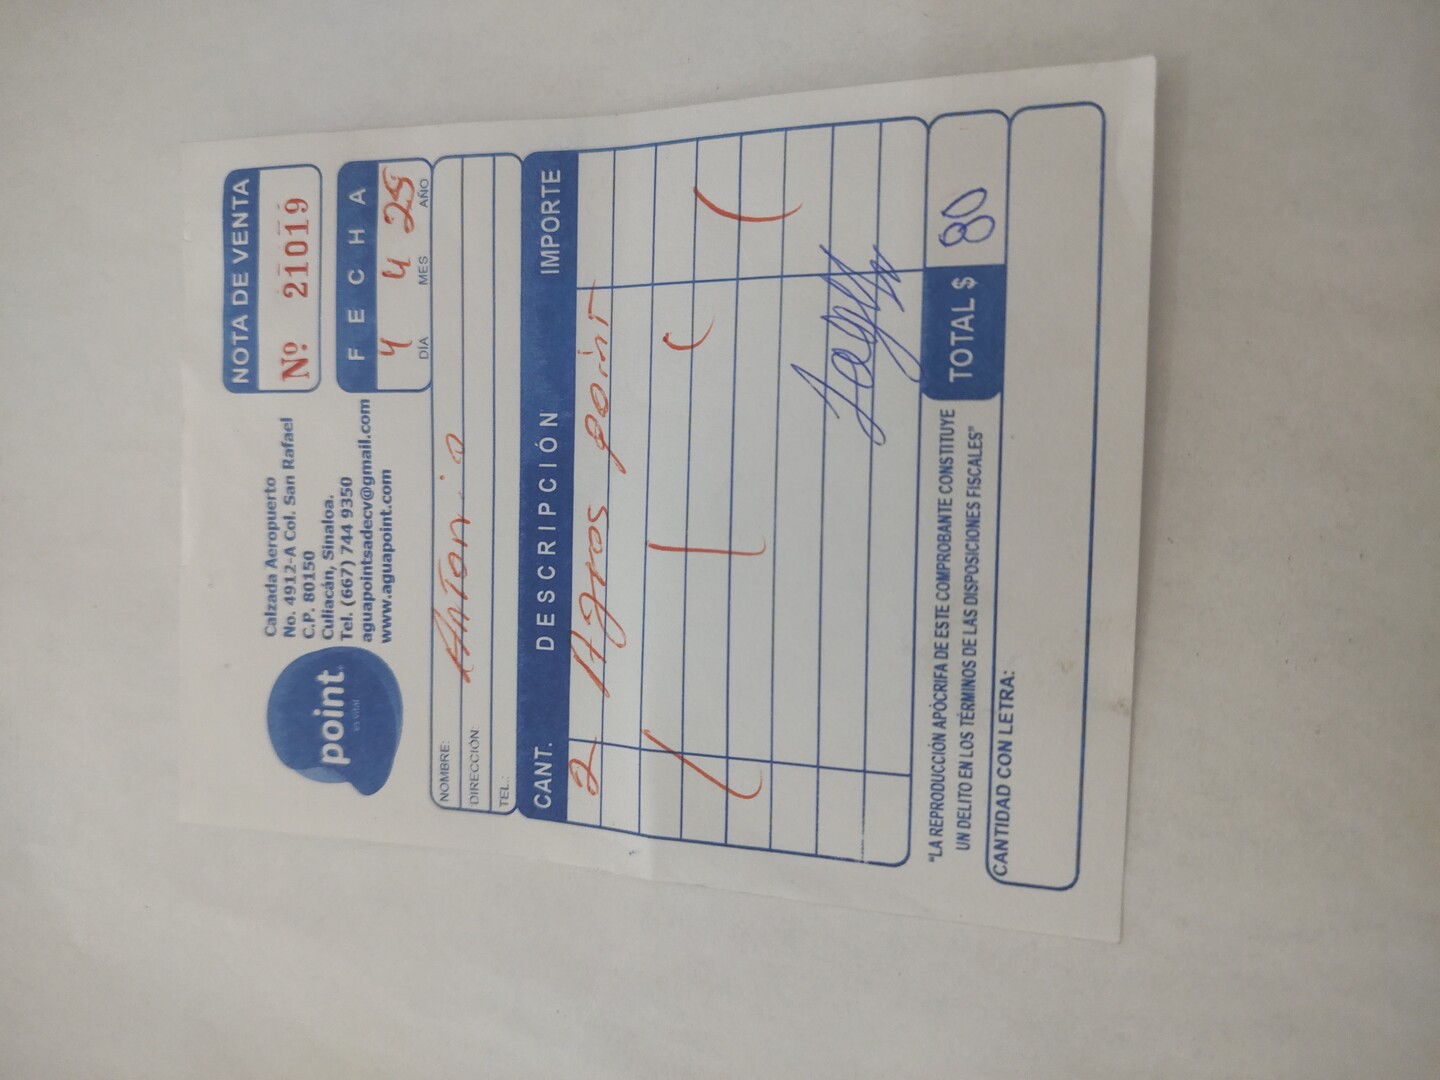 point
es vital
Calzada Aeropuerto
No. 4912-A Col. San Rafael
C.P. 80150
Culiacán, Sinaloa.
Tel. (667) 744 9350
aguapointsadecv@gmail.com
www.aguapoint.com
NOTA DE VENTA
Nº 21019
FECHA
4 4 25
DÍA MES AÑO
NOMBRE: Antonio
DIRECCIÓN:
TEL.:
CANT. DESCRIPCIÓN IMPORTE
2 Aguas point
"LA REPRODUCCIÓN APÓCRIFA DE ESTE COMPROBANTE CONSTITUYE
UN DELITO EN LOS TÉRMINOS DE LAS DISPOSICIONES FISCALES"
TOTAL $ 80
CANTIDAD CON LETRA: